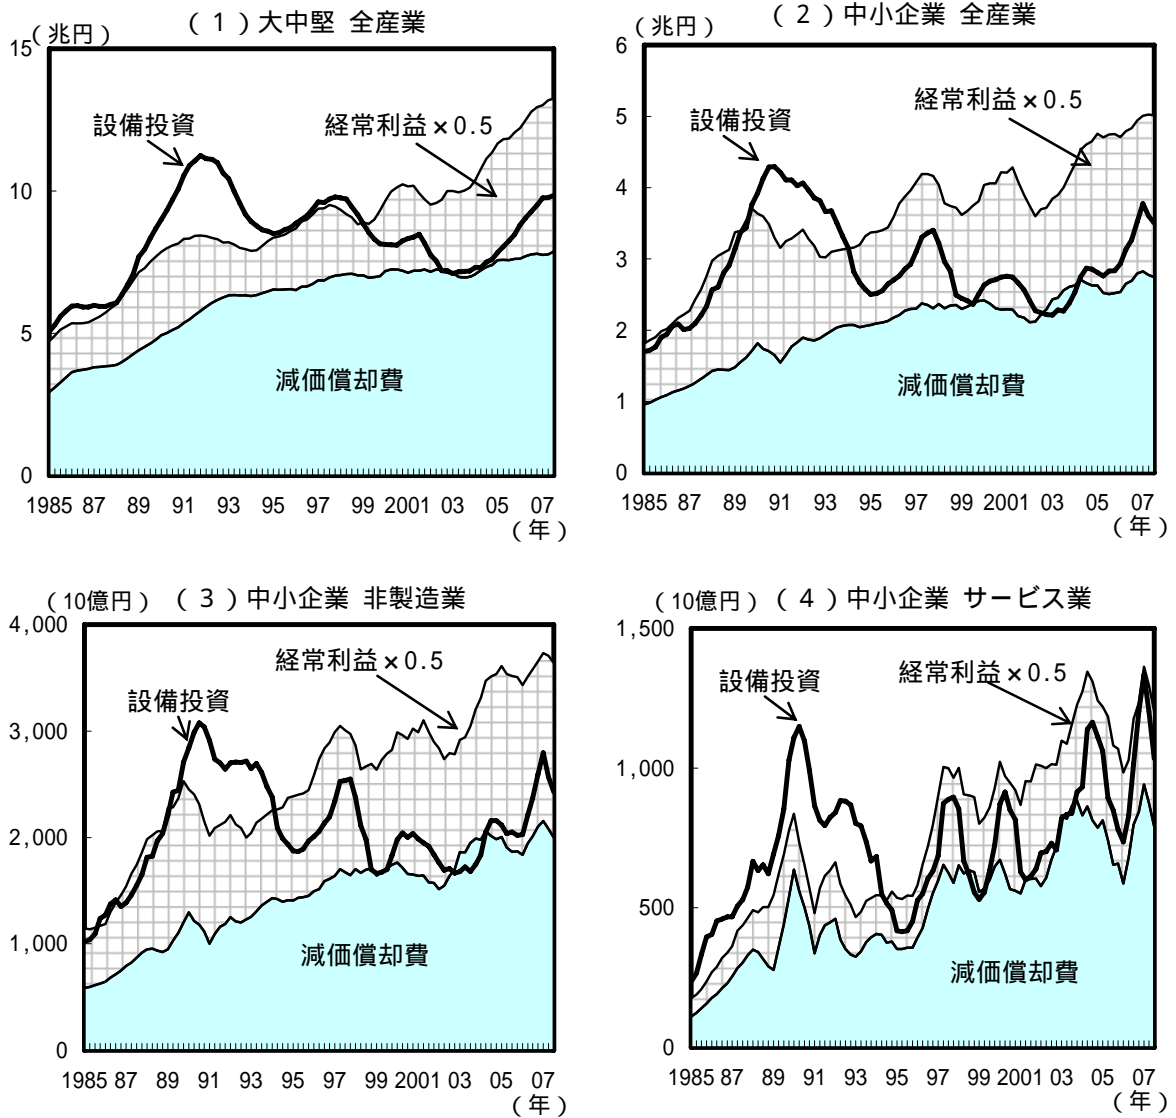 （１）大中堅 全産業
（兆円）
15
10
5
0
設備投資
経常利益×0.5
減価償却費
1985 87 89 91 93 95 97 99 2001 03 05 07
（年）
（２）中小企業 全産業
（兆円）
6
5
4
3
2
1
0
設備投資
経常利益×0.5
減価償却費
1985 87 89 91 93 95 97 99 2001 03 05 07
（年）
（10億円）（３）中小企業 非製造業
4,000
3,000
2,000
1,000
0
経常利益×0.5
設備投資
減価償却費
1985 87 89 91 93 95 97 99 2001 03 05 07
（年）
（10億円）（４）中小企業 サービス業
1,500
1,000
500
0
経常利益×0.5
設備投資
減価償却費
1985 87 89 91 93 95 97 99 2001 03 05 07
（年）